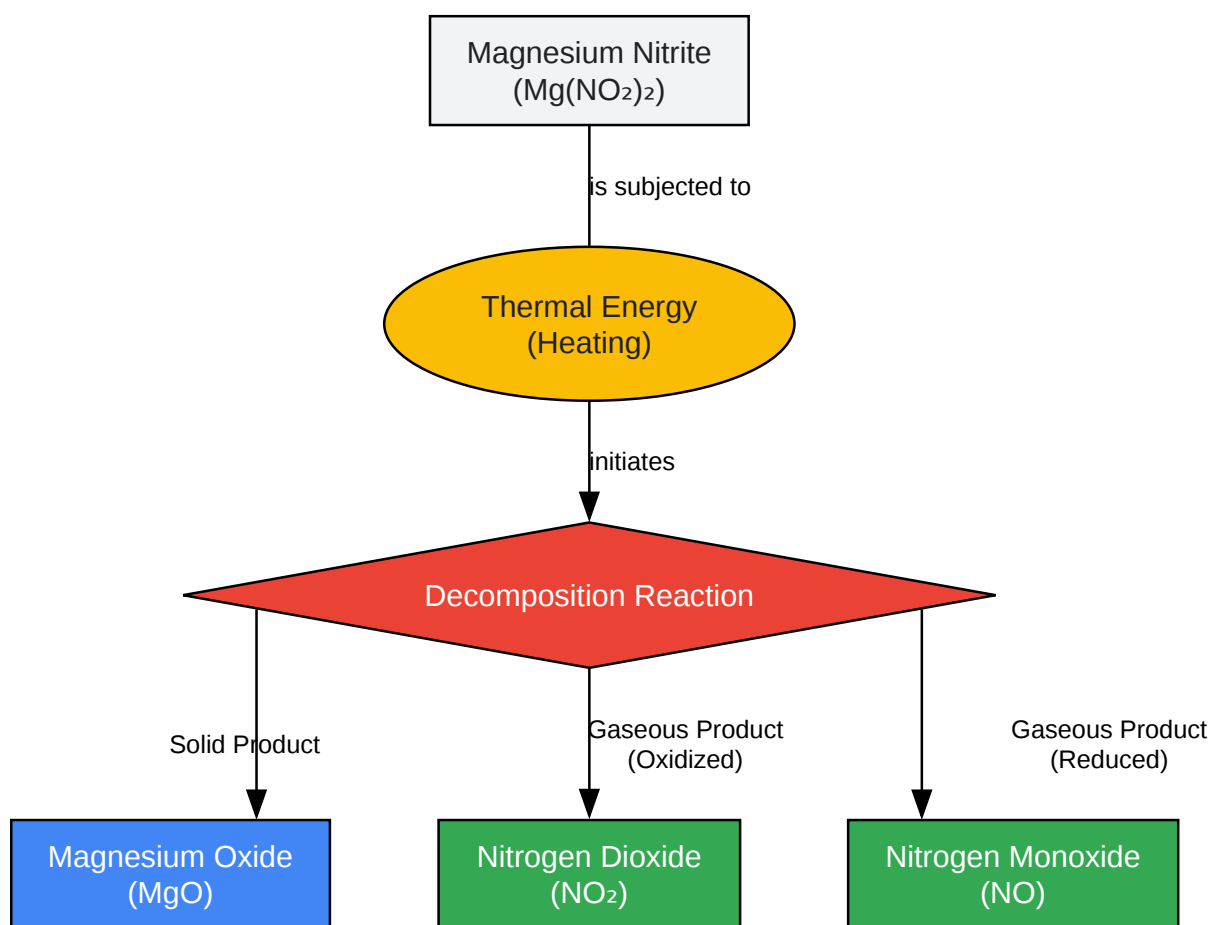 Magnesium Nitrite
(Mg(NO₂)₂)
is subjected to
Thermal Energy
(Heating)
initiates
Decomposition Reaction
Solid Product
Gaseous Product
(Oxidized)
Gaseous Product
(Reduced)
Magnesium Oxide
(MgO)
Nitrogen Dioxide
(NO₂)
Nitrogen Monoxide
(NO)